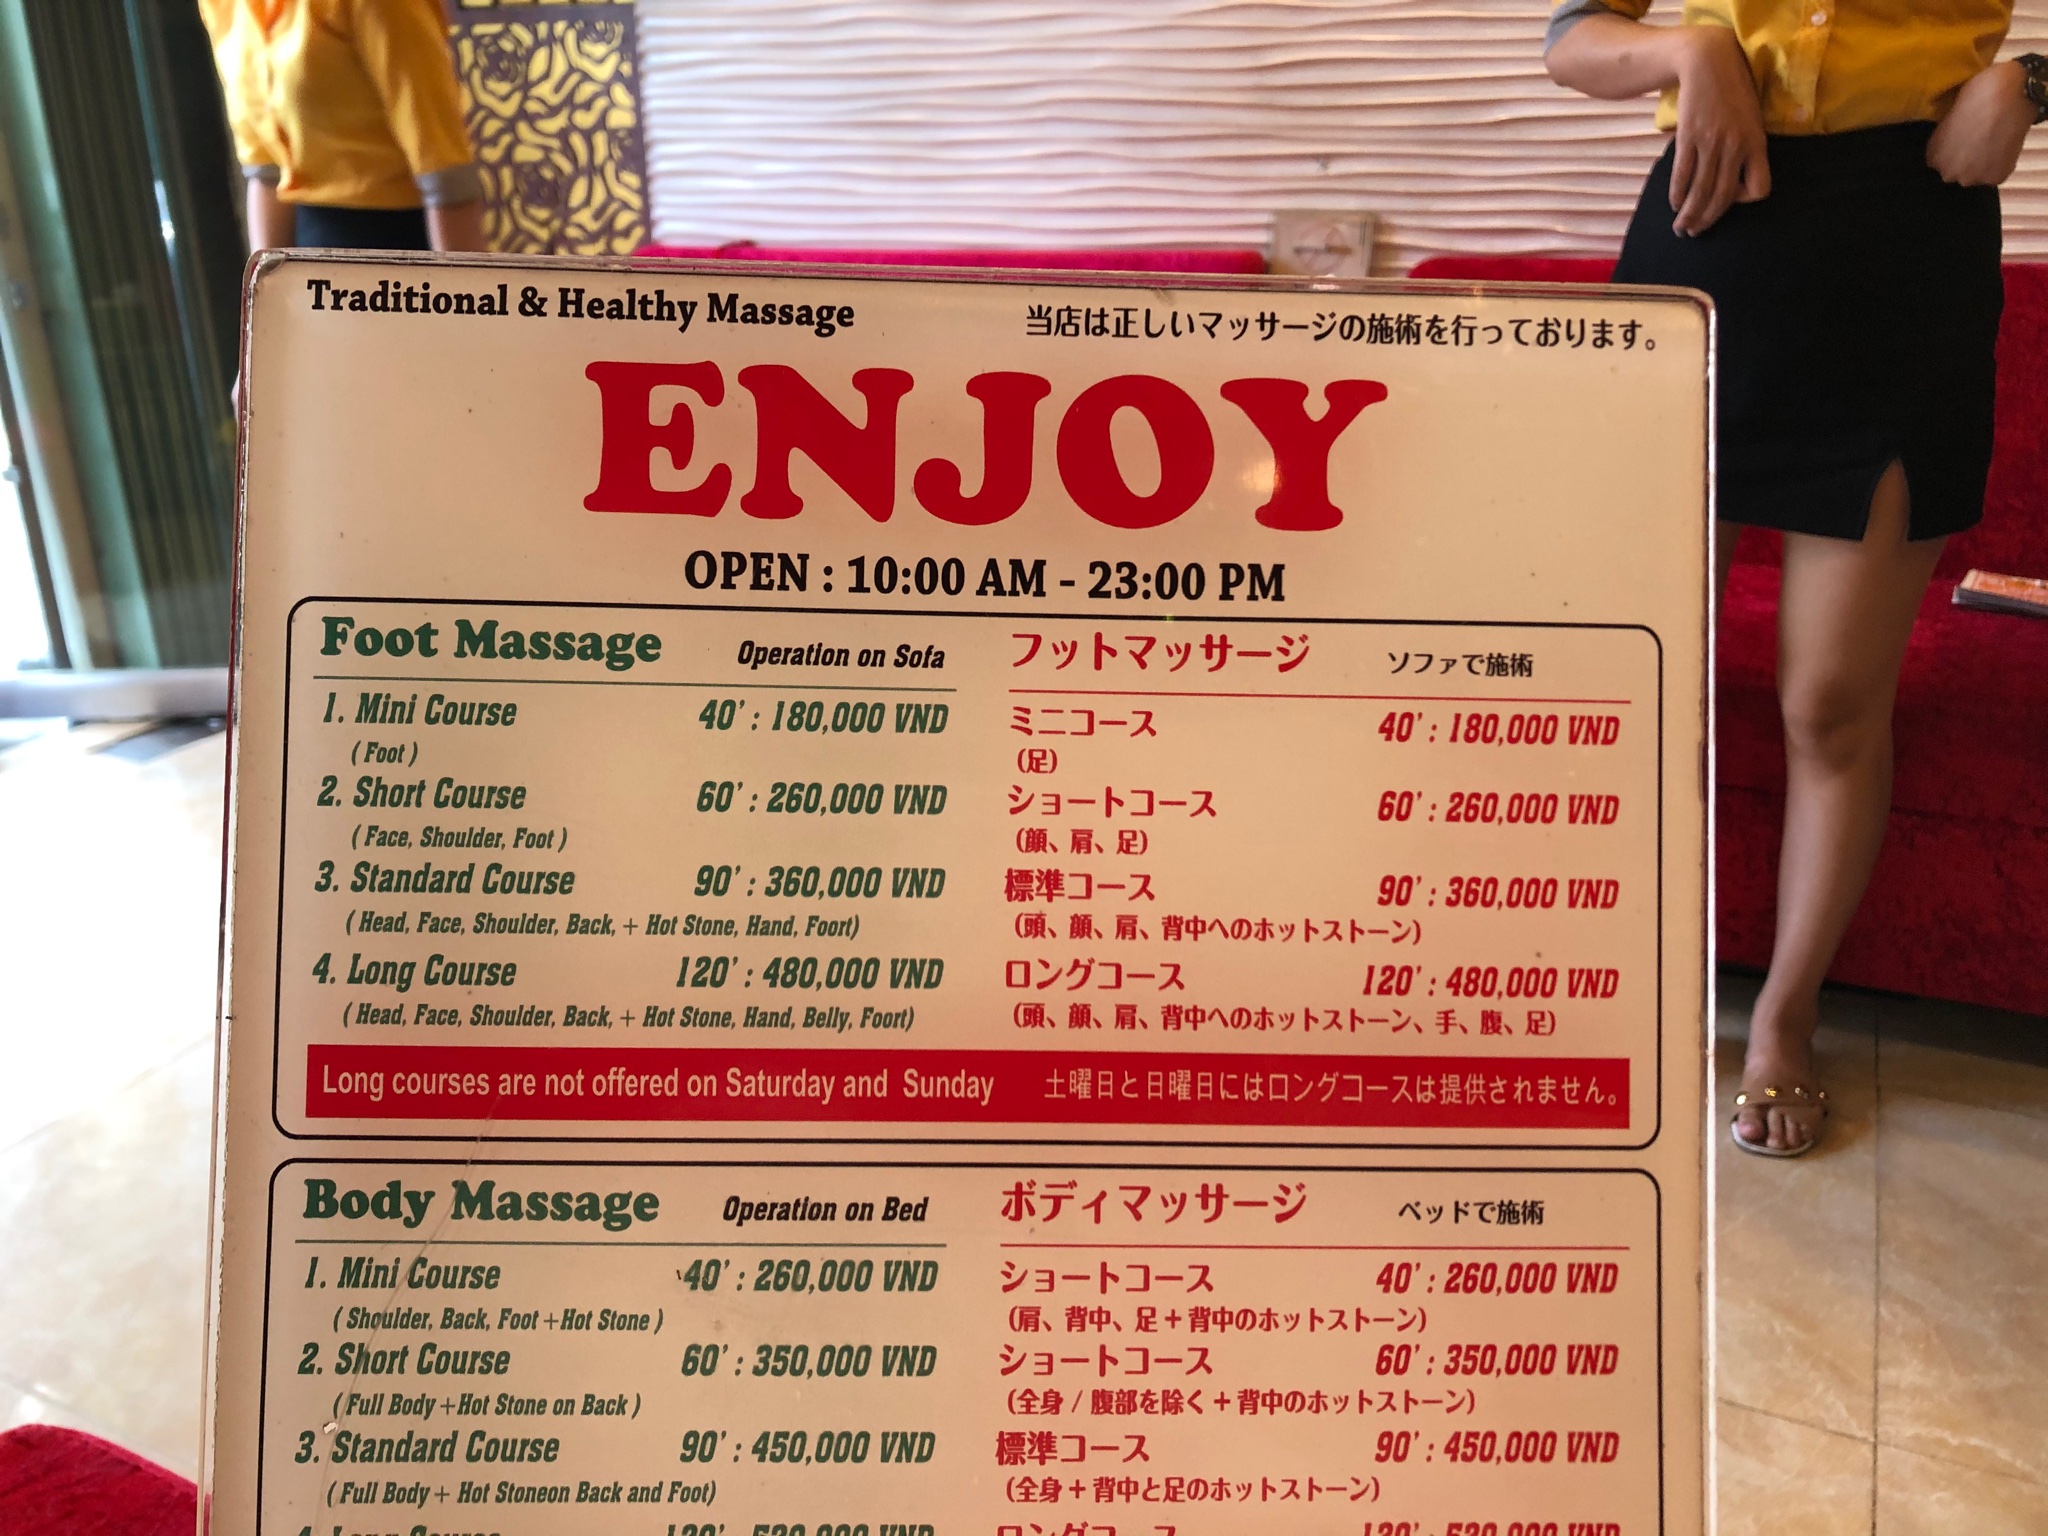 Traditional & Healthy Massage
当店は正しいマッサージの施術を行っております。
ENJOY
OPEN : 10:00 AM - 23:00 PM
Foot Massage
Operation on Sofa
1. Mini Course 40' : 180,000 VND
( Foot )
2. Short Course 60' : 260,000 VND
( Face, Shoulder, Foot )
3. Standard Course 90' : 360,000 VND
( Head, Face, Shoulder, Back, + Hot Stone, Hand, Foort)
4. Long Course 120' : 480,000 VND
( Head, Face, Shoulder, Back, + Hot Stone, Hand, Belly, Foort)
フットマッサージ
ソファで施術
ミニコース 40' : 180,000 VND
(足)
ショートコース 60' : 260,000 VND
(顔、肩、足)
標準コース 90' : 360,000 VND
(頭、顔、肩、背中へのホットストーン)
ロングコース 120' : 480,000 VND
(頭、顔、肩、背中へのホットストーン、手、腹、足)
Long courses are not offered on Saturday and Sunday
土曜日と日曜日にはロングコースは提供されません。
Body Massage
Operation on Bed
1. Mini Course 40' : 260,000 VND
( Shoulder, Back, Foot +Hot Stone )
2. Short Course 60' : 350,000 VND
( Full Body +Hot Stone on Back )
3. Standard Course 90' : 450,000 VND
( Full Body + Hot Stoneon Back and Foot)
4. Long Course 120' : 520,000 VND
ボディマッサージ
ベッドで施術
ショートコース 40' : 260,000 VND
(肩、背中、足+背中のホットストーン)
ショートコース 60' : 350,000 VND
(全身 / 腹部を除く+背中のホットストーン)
標準コース 90' : 450,000 VND
(全身+背中と足のホットストーン)
ロングコース 120' : 520,000 VND